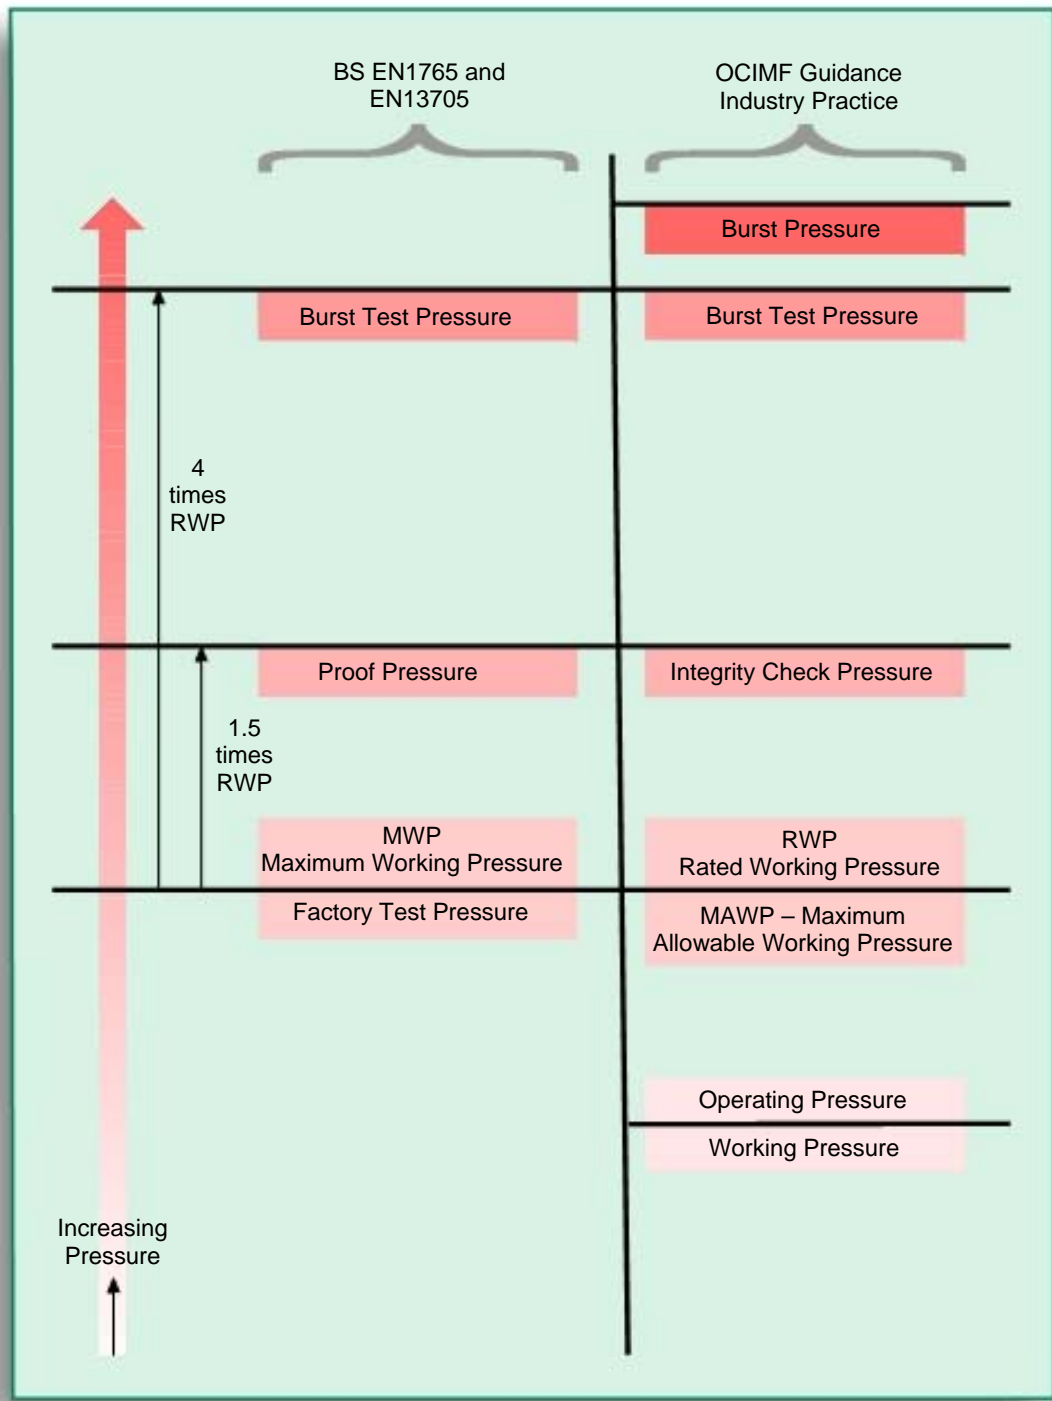 BS EN1765 and
EN13705
OCIMF Guidance
Industry Practice
Burst Pressure
Burst Test Pressure
Burst Test Pressure
4
times
RWP
Proof Pressure
Integrity Check Pressure
1.5
times
RWP
MWP
Maximum Working Pressure
RWP
Rated Working Pressure
Factory Test Pressure
MAWP – Maximum
Allowable Working Pressure
Operating Pressure
Working Pressure
Increasing
Pressure